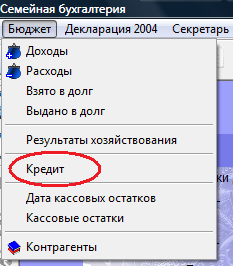 Семейная бухгалтерия
Бюджет Декларация 2004 Секретарь
Доходы
Расходы
Взято в долг
Выдано в долг
Результаты хозяйствования
Кредит
Дата кассовых остатков
Кассовые остатки
Контрагенты